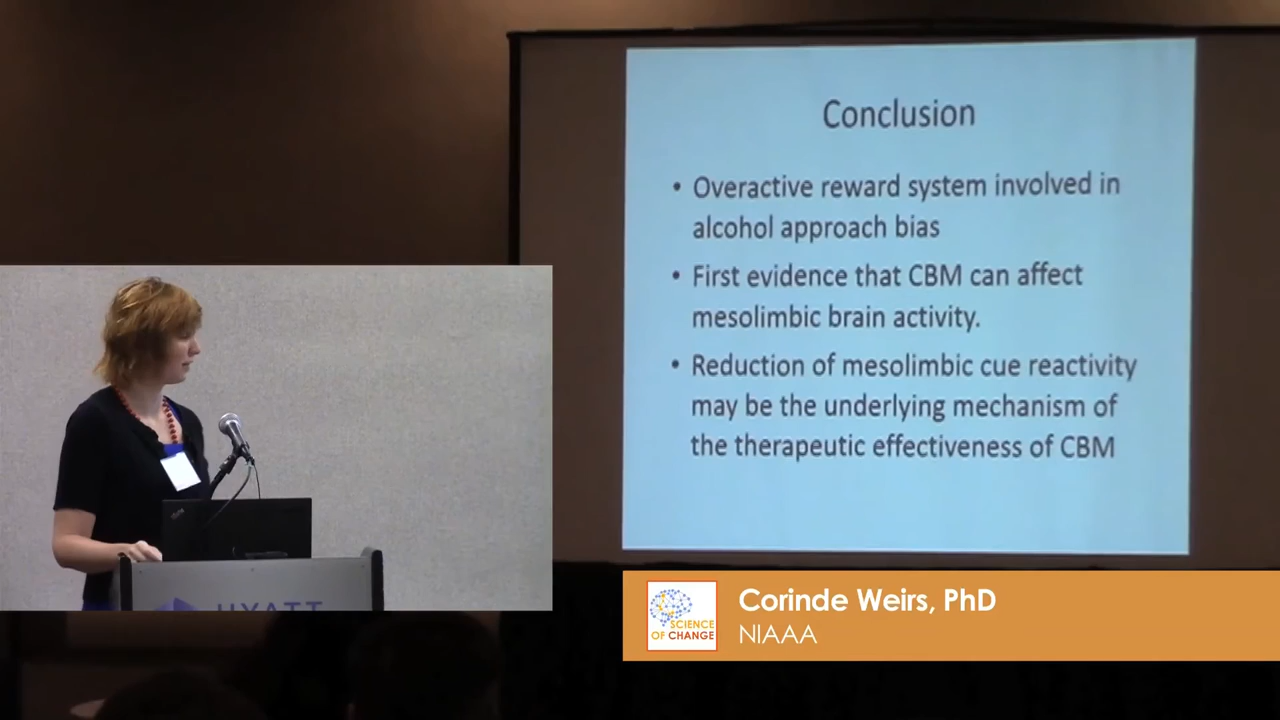 Conclusion
• Overactive reward system involved in
alcohol approach bias
• First evidence that CBM can affect
mesolimbic brain activity.
• Reduction of mesolimbic cue reactivity
may be the underlying mechanism of
the therapeutic effectiveness of CBM
HYATT
SCIENCE
OF CHANGE
Corinde Weirs, PhD
NIAAA